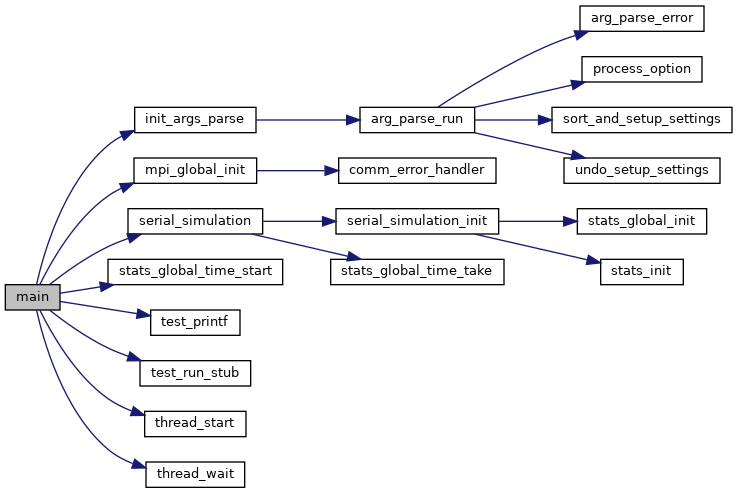 main
init_args_parse
arg_parse_run
arg_parse_error
process_option
sort_and_setup_settings
undo_setup_settings
mpi_global_init
comm_error_handler
serial_simulation
serial_simulation_init
stats_global_init
stats_init
stats_global_time_take
stats_global_time_start
test_printf
test_run_stub
thread_start
thread_wait